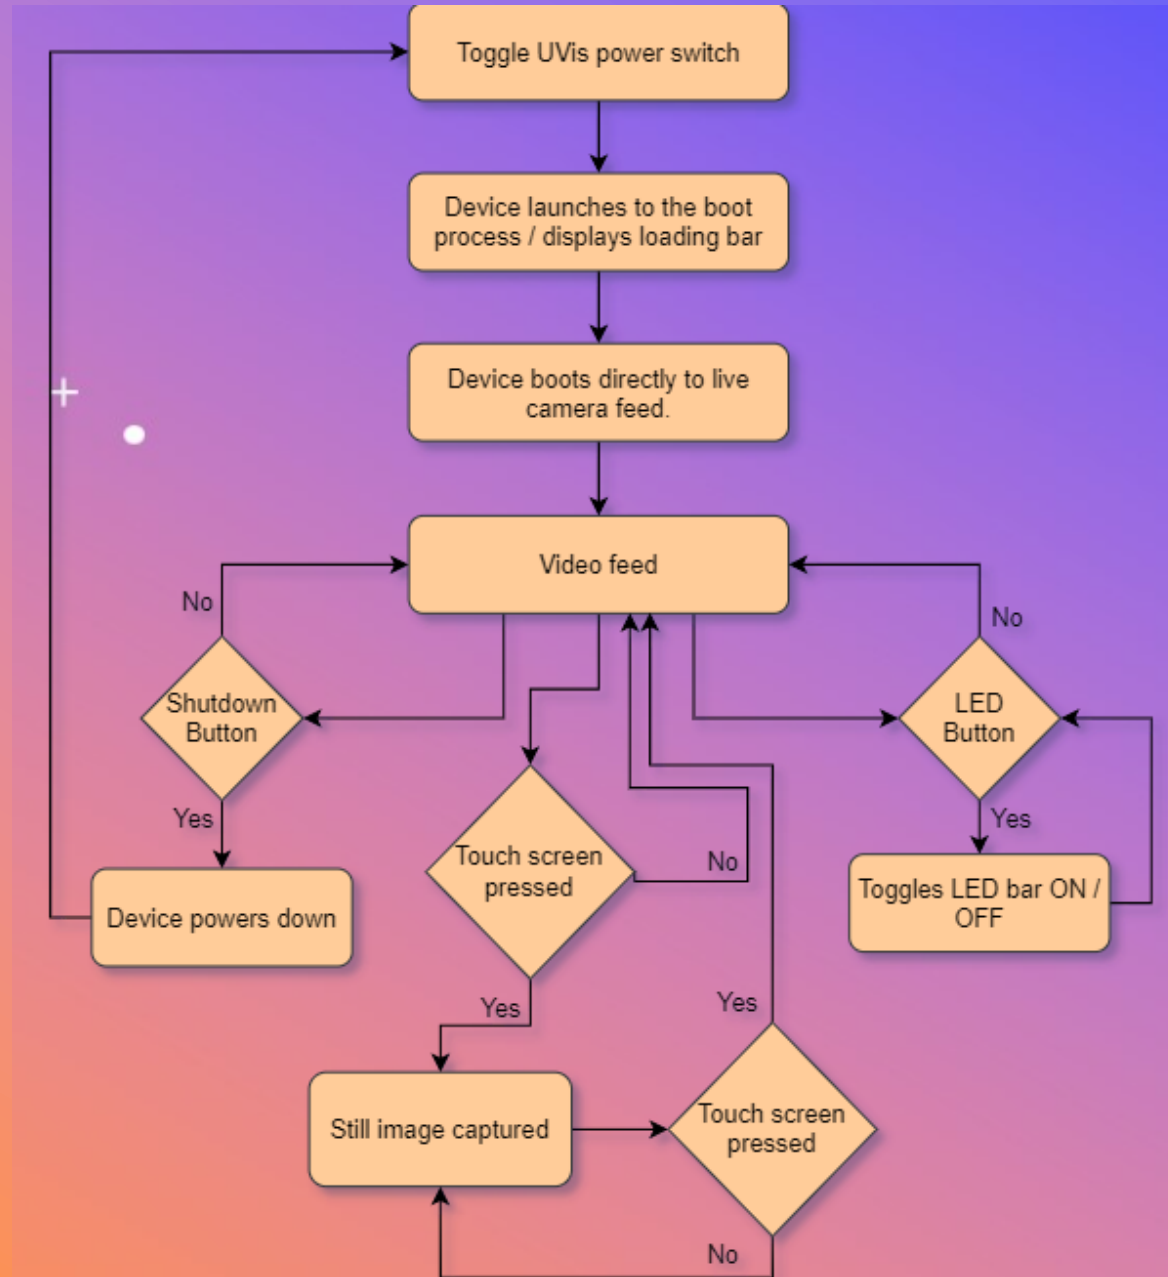 Toggle UVis power switch
Device launches to the boot
process / displays loading bar
Device boots directly to live
camera feed.
Video feed
No
No
Shutdown
Button
LED
Button
Yes
Yes
Touch screen
pressed
No
Toggles LED bar ON /
OFF
Device powers down
Yes
Yes
Still image captured
Touch screen
pressed
No